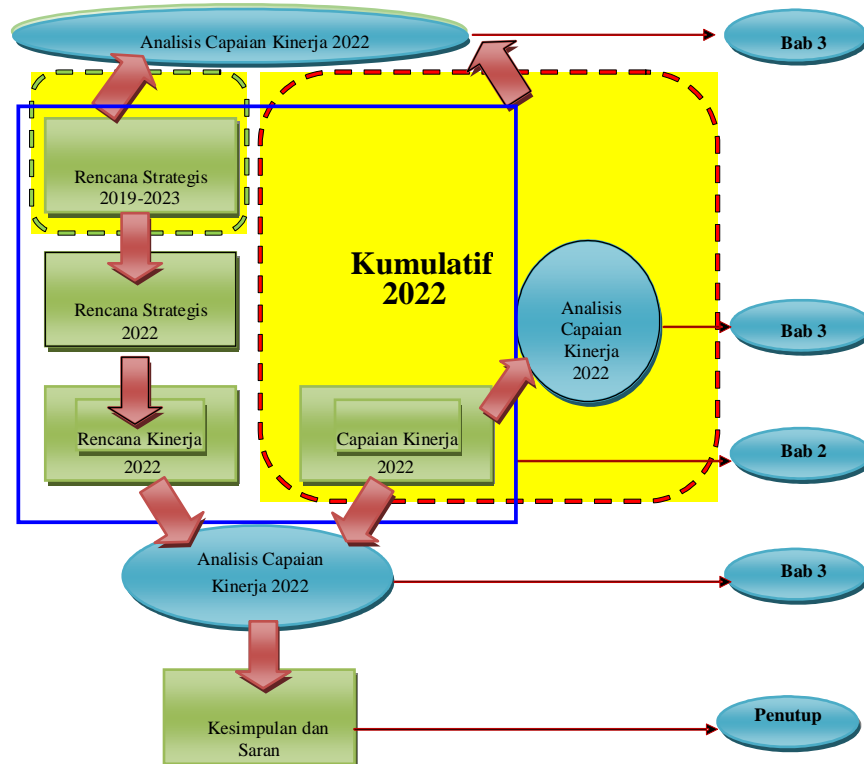 Analisis Capaian Kinerja 2022
Bab 3
Rencana Strategis
2019-2023
Kumulatif
2022
Rencana Strategis
2022
Analisis
Capaian
Kinerja
2022
Bab 3
Rencana Kinerja
2022
Capaian Kinerja
2022
Bab 2
Analisis Capaian
Kinerja 2022
Bab 3
Kesimpulan dan
Saran
Penutup